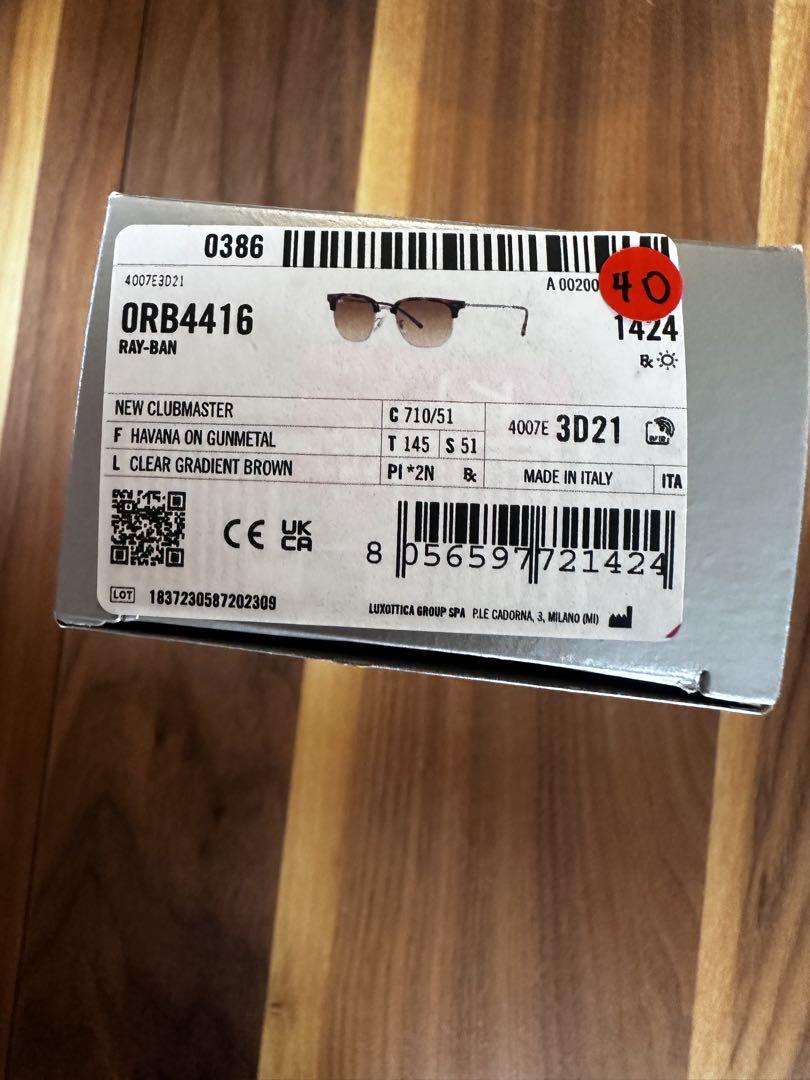 0386
4007E3D21
A 00200
40
0RB4416
1424
RAY-BAN
Rx
NEW CLUBMASTER
C 710/51
4007E 3D21
F HAVANA ON GUNMETAL
T 145 S 51
L CLEAR GRADIENT BROWN
PI *2N Rx
MADE IN ITALY
ITA
CE UK CA
8 056597 721424
LOT 1837230587202309
LUXOTTICA GROUP SPA P.LE CADORNA, 3, MILANO (MI)